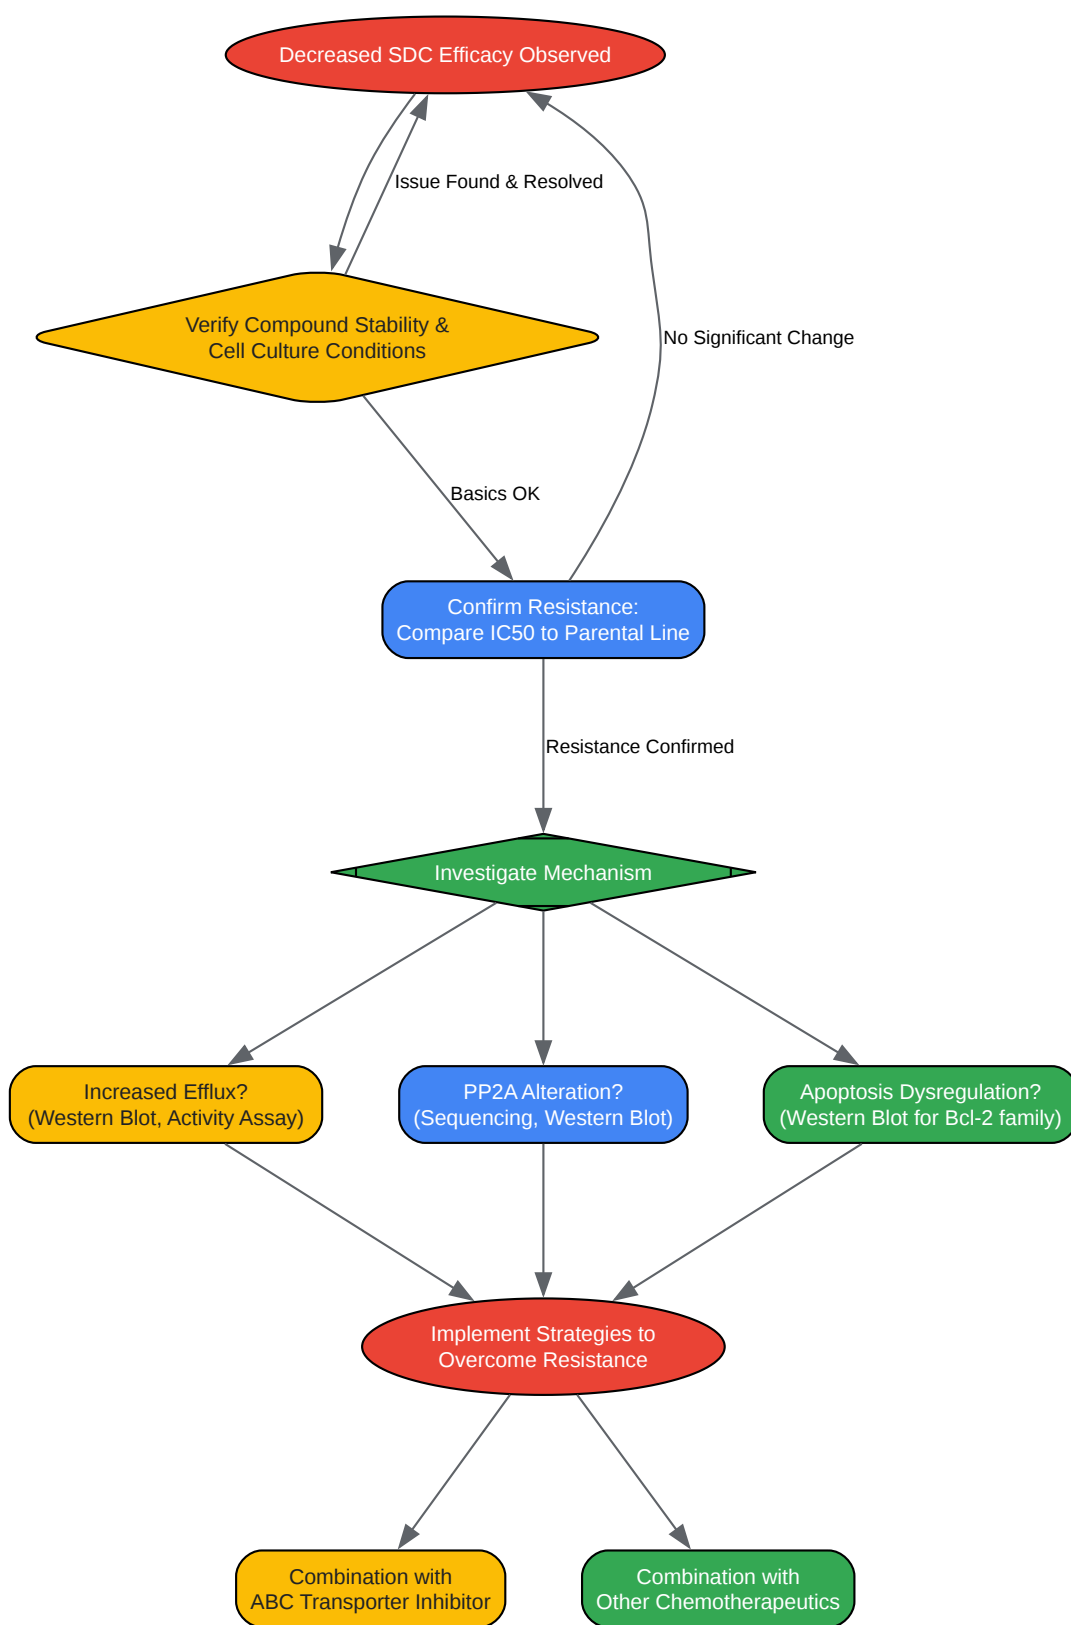 Decreased SDC Efficacy Observed
Issue Found & Resolved
Verify Compound Stability &
Cell Culture Conditions
No Significant Change
Basics OK
Confirm Resistance:
Compare IC50 to Parental Line
Resistance Confirmed
Investigate Mechanism
Increased Efflux?
(Western Blot, Activity Assay)
PP2A Alteration?
(Sequencing, Western Blot)
Apoptosis Dysregulation?
(Western Blot for Bcl-2 family)
Implement Strategies to
Overcome Resistance
Combination with
ABC Transporter Inhibitor
Combination with
Other Chemotherapeutics